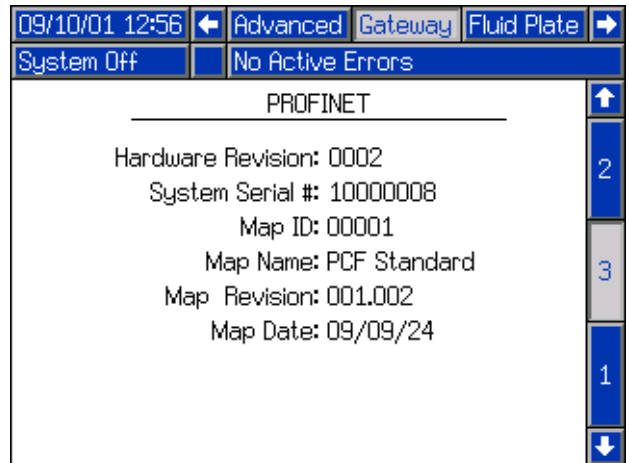 09/10/01 12:56 Advanced Gateway Fluid Plate
System Off No Active Errors
PROFINET
Hardware Revision: 0002
System Serial #: 10000008
Map ID: 00001
Map Name: PCF Standard
Map Revision: 001.002
Map Date: 09/09/24
2
3
1